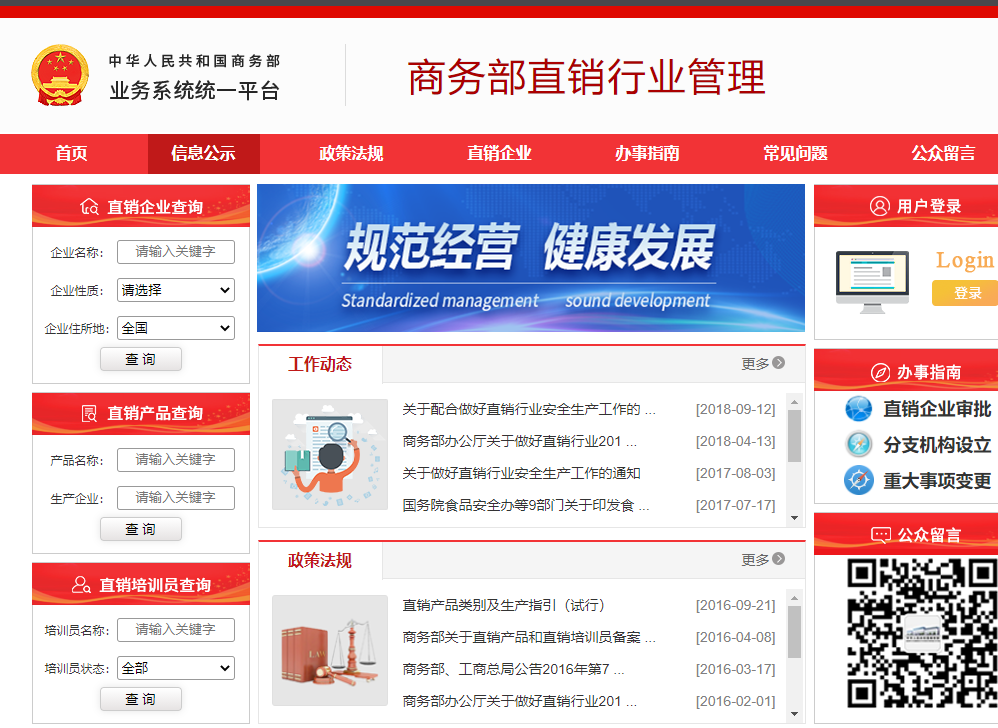 中华人民共和国商务部
业务系统统一平台
商务部直销行业管理
首页 信息公示 政策法规 直销企业 办事指南 常见问题 公众留言
直销企业查询
企业名称: 请输入关键字
企业性质: 请选择
企业住所地: 全国
查 询
直销产品查询
产品名称: 请输入关键字
生产企业: 请输入关键字
查 询
直销培训员查询
培训员名称: 请输入关键字
培训员状态: 全部
查 询
规范经营 健康发展
Standardized management sound development
工作动态 更多
关于配合做好直销行业安全生产工作的 ... [2018-09-12]
商务部办公厅关于做好直销行业201 ... [2018-04-13]
关于做好直销行业安全生产工作的通知 [2017-08-03]
国务院食品安全办等9部门关于印发食 ... [2017-07-17]
政策法规 更多
LAW
直销产品类别及生产指引（试行） [2016-09-21]
商务部关于直销产品和直销培训员备案 ... [2016-04-08]
商务部、工商总局公告2016年第7 ... [2016-03-17]
商务部办公厅关于做好直销行业201 ... [2016-02-01]
用户登录
Login
登录
办事指南
直销企业审批
分支机构设立
重大事项变更
公众留言